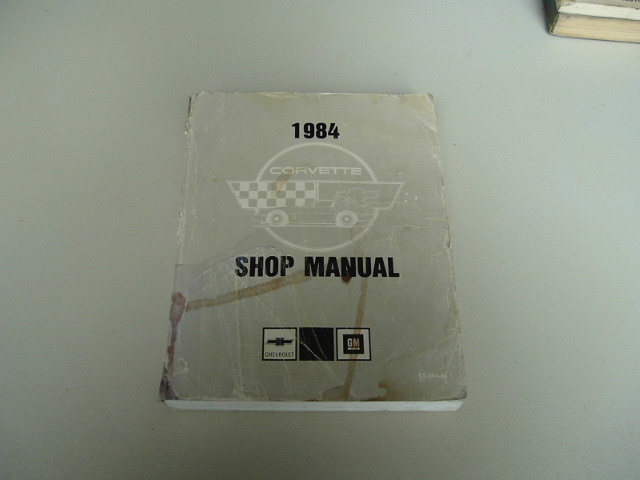 1984
CORVETTE
SHOP MANUAL
CHEVROLET
GM